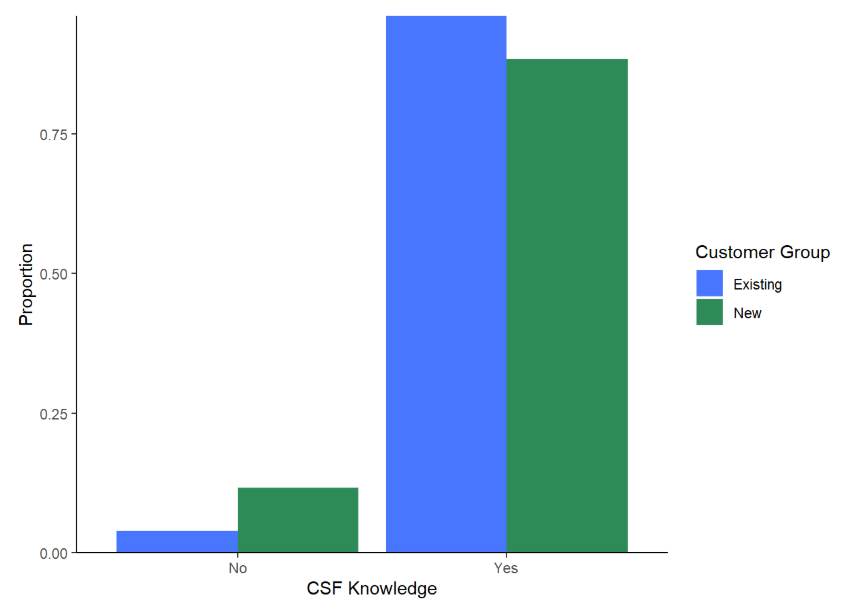 Proportion
0.75
0.50
0.25
0.00
No
Yes
CSF Knowledge
Customer Group
Existing
New